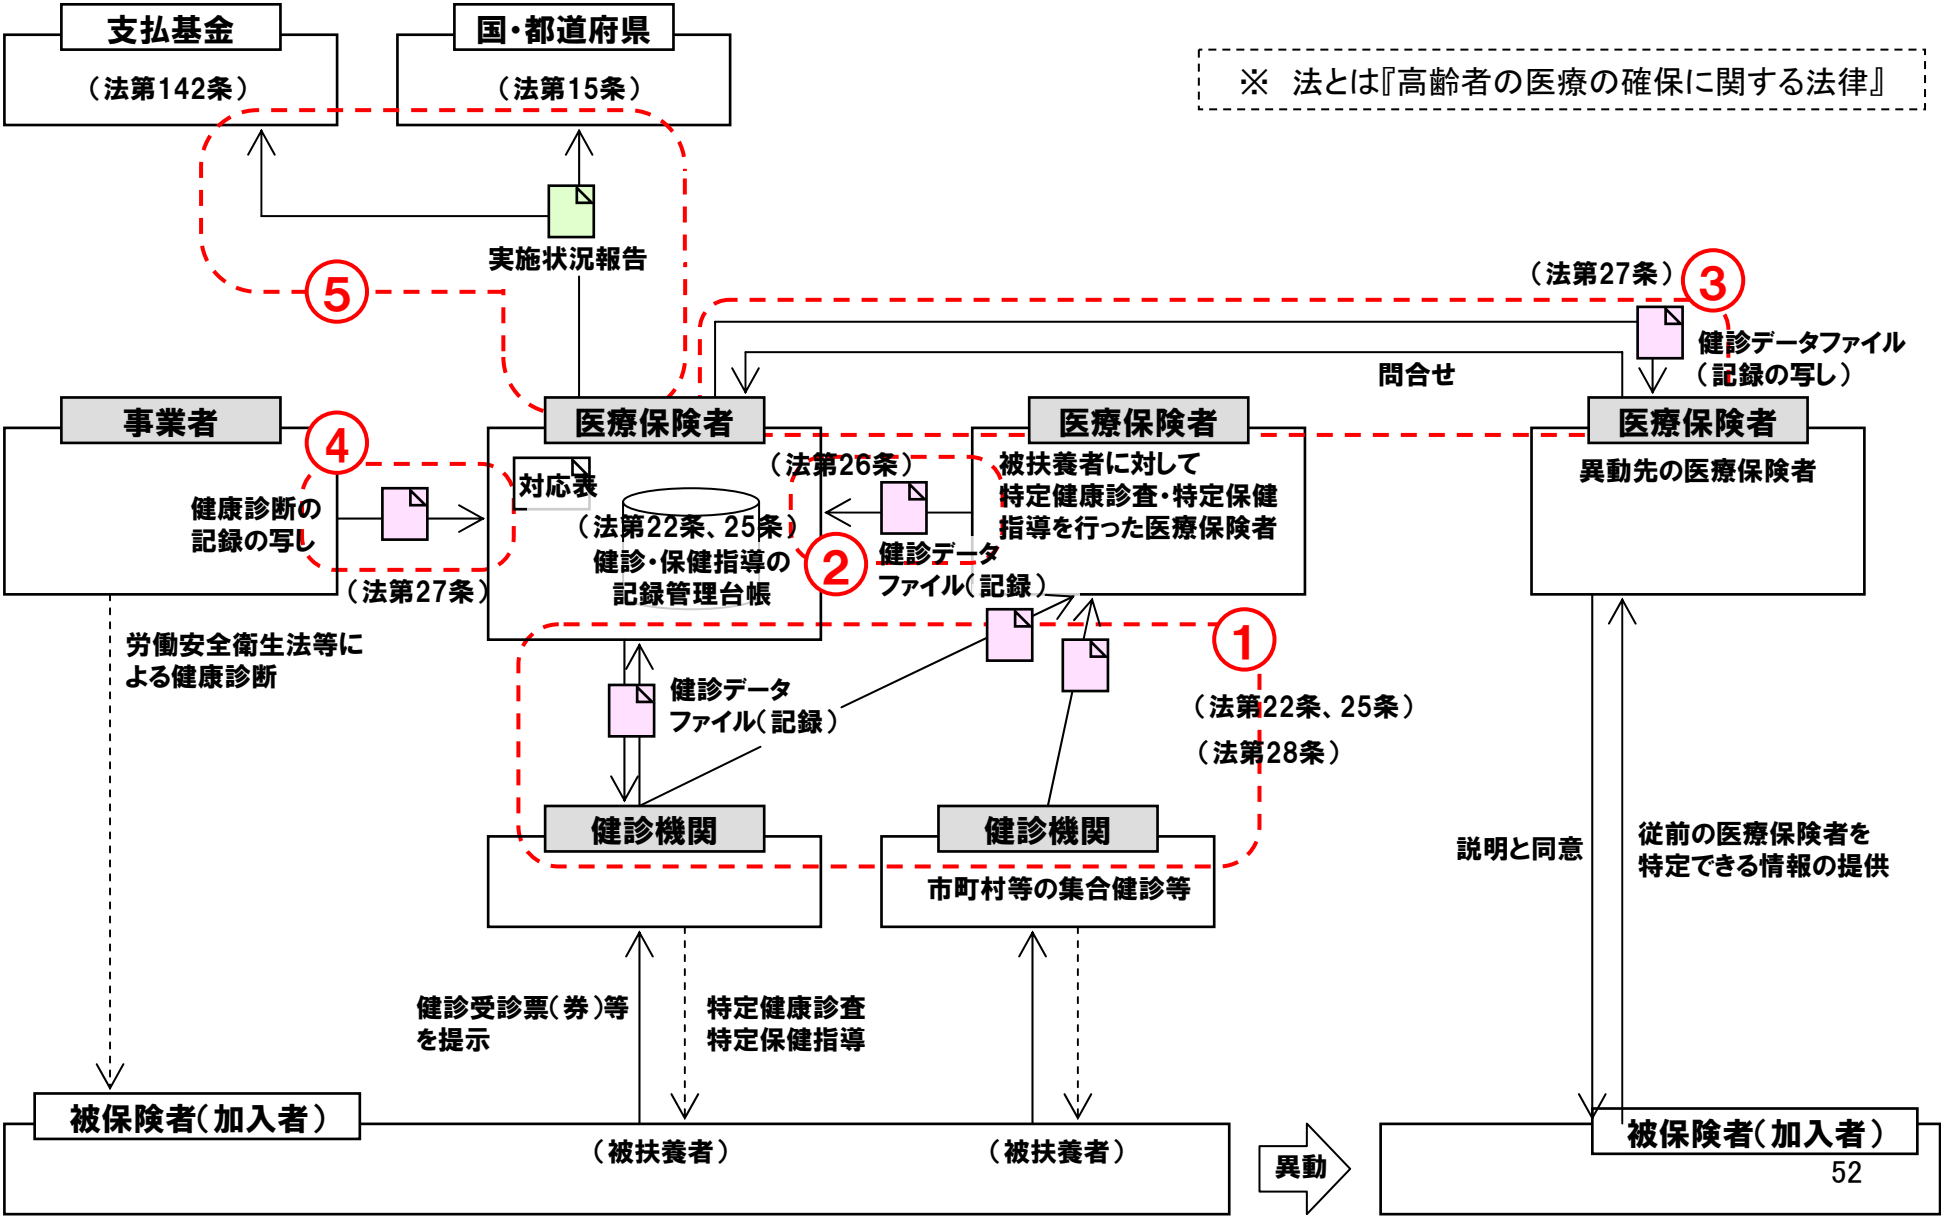 支払基金
（法第142条）
国・都道府県
（法第15条）
※　法とは『高齢者の医療の確保に関する法律』
実施状況報告
⑤
（法第27条）
③
健診データファイル
（記録の写し）
問合せ
事業者
④
健康診断の
記録の写し
（法第27条）
医療保険者
対応表
（法第22条、25条）
健診・保健指導の
記録管理台帳
（法第26条）
②
健診データ
ファイル（記録）
医療保険者
被扶養者に対して
特定健康診査・特定保健
指導を行った医療保険者
医療保険者
異動先の医療保険者
労働安全衛生法等に
よる健康診断
健診データ
ファイル（記録）
①
（法第22条、25条）
（法第28条）
健診機関
健診機関
市町村等の集合健診等
説明と同意
従前の医療保険者を
特定できる情報の提供
健診受診票（券）等
を提示
特定健康診査
特定保健指導
被保険者（加入者）
（被扶養者）
（被扶養者）
異動
被保険者（加入者）
52